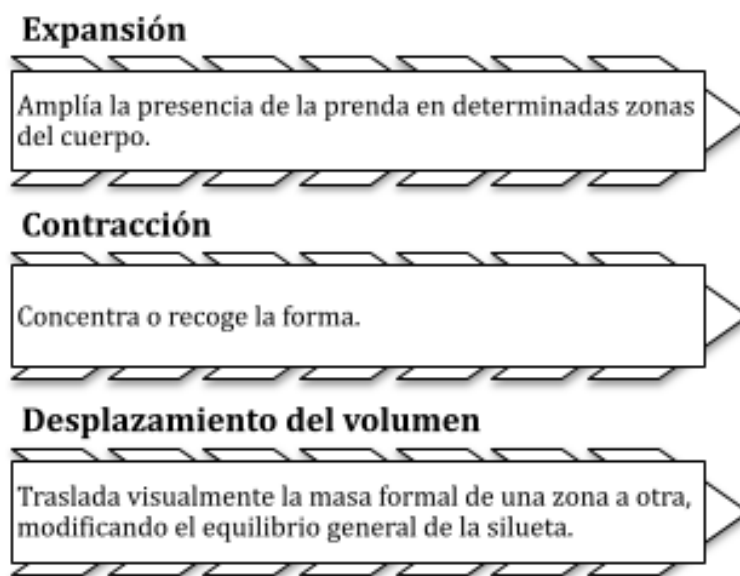 Expansión
Amplía la presencia de la prenda en determinadas zonas
del cuerpo.
Contracción
Concentra o recoge la forma.
Desplazamiento del volumen
Traslada visualmente la masa formal de una zona a otra,
modificando el equilibrio general de la silueta.